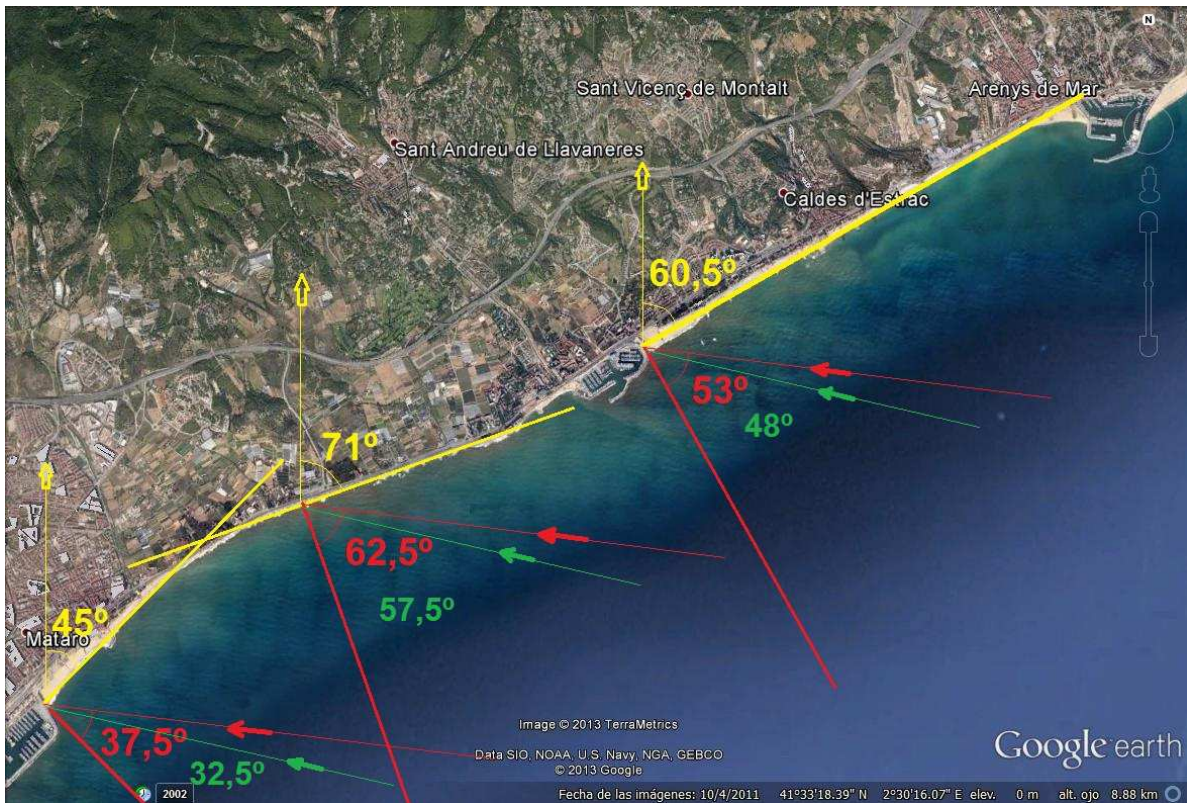 N
Sant Vicenç de Montalt
Arenys de Mar
Sant Andreu de Llavaneres
Caldes d'Estrac
60,5º
53º
48º
71º
62,5º
57,5º
45º
Mataro
37,5º
32,5º
Image © 2013 TerraMetrics
Data SIO, NOAA, U.S. Navy, NGA, GEBCO
© 2013 Google
Google earth
2002
Fecha de las imágenes: 10/4/2011 41°33'18.39" N 2°30'16.07" E elev. 0 m alt. ojo 8.88 km